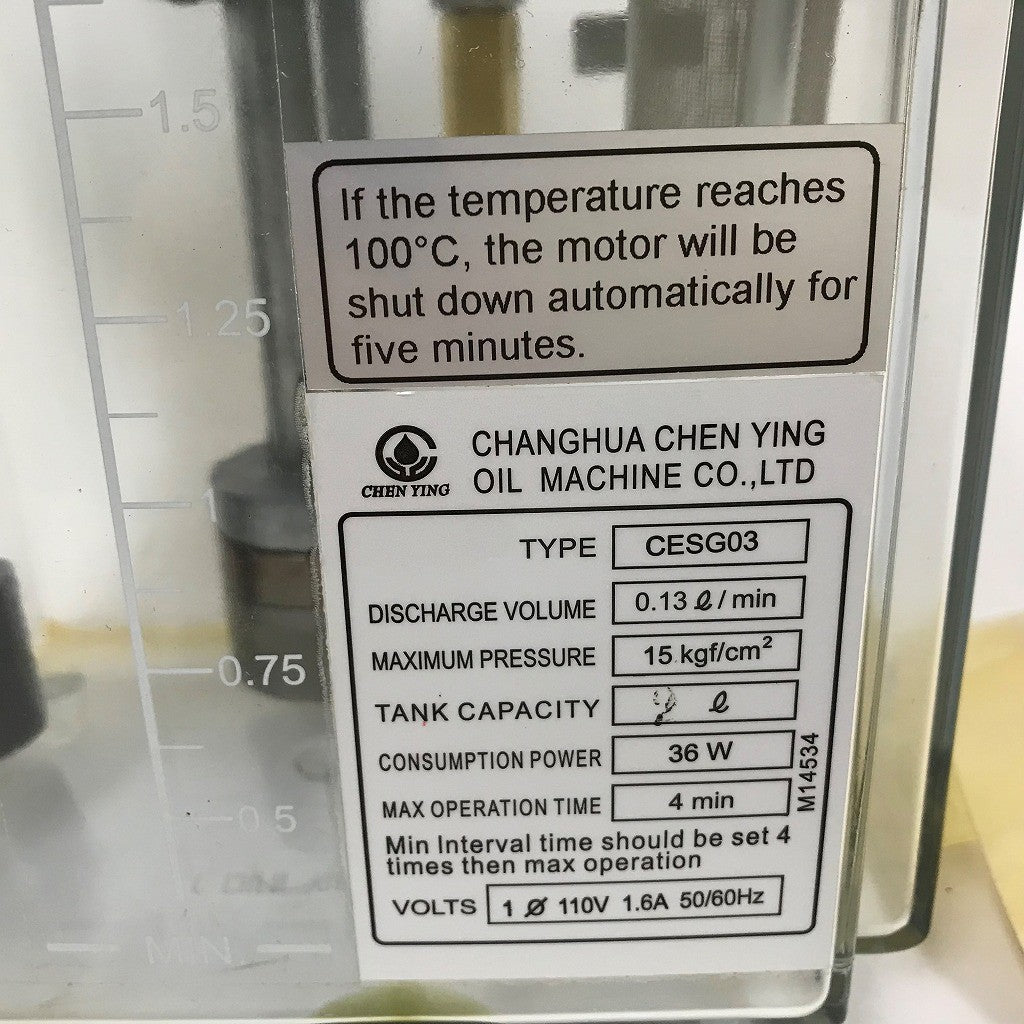 1.5
1.25
1
0.75
0.5
MIN.
If the temperature reaches
100°C, the motor will be
shut down automatically for
five minutes.
CHEN YING
CHANGHUA CHEN YING
OIL MACHINE CO.,LTD
TYPE CESG03
DISCHARGE VOLUME 0.13 ℓ / min
MAXIMUM PRESSURE 15 kgf/cm²
TANK CAPACITY ℓ
CONSUMPTION POWER 36 W
MAX OPERATION TIME 4 min
M14534
Min Interval time should be set 4
times then max operation
VOLTS 1 Ø 110V 1.6A 50/60Hz